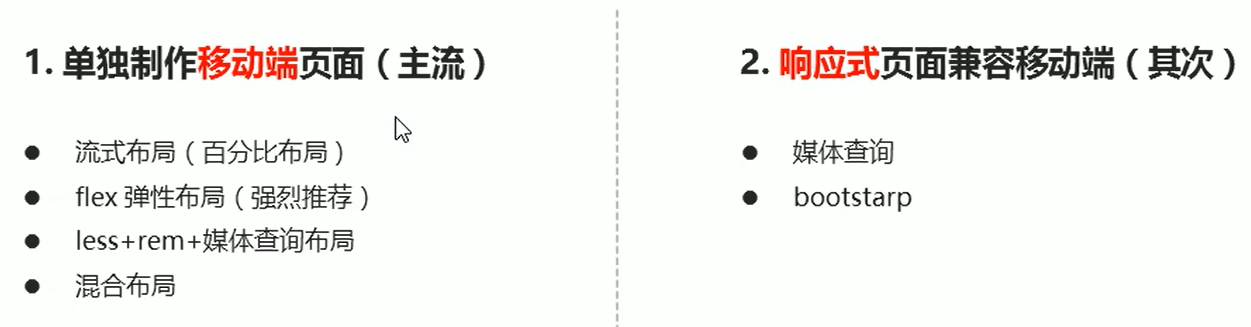 1. 单独制作移动端页面（主流）
● 流式布局（百分比布局）
● flex 弹性布局（强烈推荐）
● less+rem+媒体查询布局
● 混合布局
2. 响应式页面兼容移动端（其次）
● 媒体查询
● bootstarp